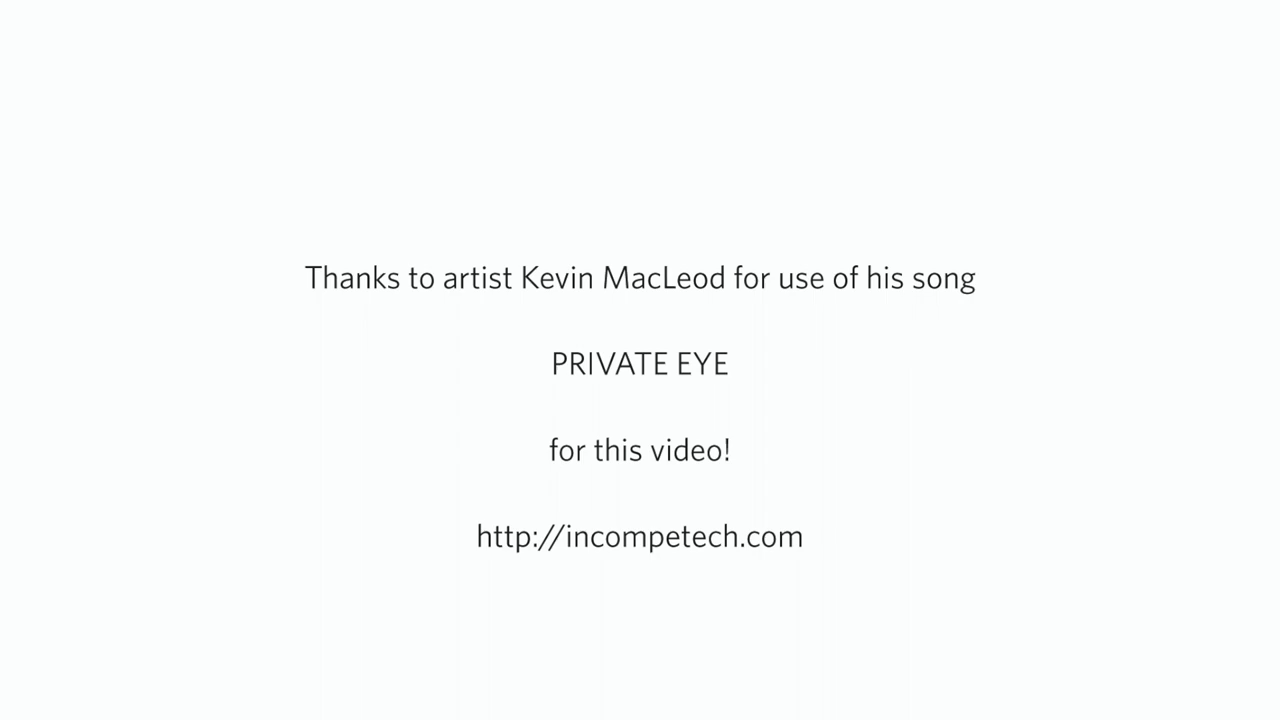 Thanks to artist Kevin MacLeod for use of his song
PRIVATE EYE
for this video!
http://incompetech.com